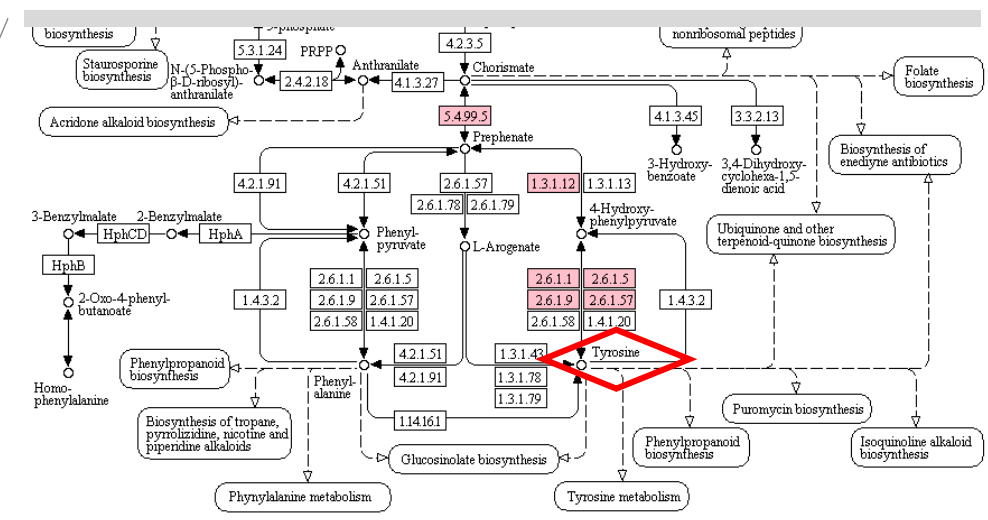 biosynthesis
5.3.1.24
PRPP
4.2.3.5
nonribosomal peptides
Staurosporine
biosynthesis
N-(5-Phospho-
β-D-ribosyl)-
anthranilate
2.4.2.18
Anthranilate
4.1.3.27
Chorismate
Folate
biosynthesis
Acridone alkaloid biosynthesis
5.4.99.5
4.1.3.45
3.3.2.13
Prephenate
3-Hydroxy-
benzoate
3,4-Dihydroxy-
cyclohexa-1,5-
dienoic acid
Biosynthesis of
enediyne antibiotics
4.2.1.91
4.2.1.51
2.6.1.57
1.3.1.12
1.3.1.13
2.6.1.78
2.6.1.79
3-Benzylmalate
2-Benzylmalate
HphCD
HphA
Phenyl-
pyruvate
L-Arogenate
4-Hydroxy-
phenylpyruvate
Ubiquinone and other
terpenoid-quinone biosynthesis
HphB
2-Oxo-4-phenyl-
butanoate
1.4.3.2
2.6.1.1
2.6.1.5
2.6.1.9
2.6.1.57
2.6.1.58
1.4.1.20
2.6.1.1
2.6.1.5
2.6.1.9
2.6.1.57
2.6.1.58
1.4.1.20
1.4.3.2
Phenylpropanoid
biosynthesis
4.2.1.51
4.2.1.91
1.3.1.43
1.3.1.78
1.3.1.79
Tyrosine
Homo-
phenylalanine
Phenyl-
alanine
Biosynthesis of tropane,
pyrrolizidine, nicotine and
piperidine alkaloids
1.14.16.1
Puromycin biosynthesis
Phenylpropanoid
biosynthesis
Isoquinoline alkaloid
biosynthesis
Glucosinolate biosynthesis
Phynylalanine metabolism
Tyrosine metabolism